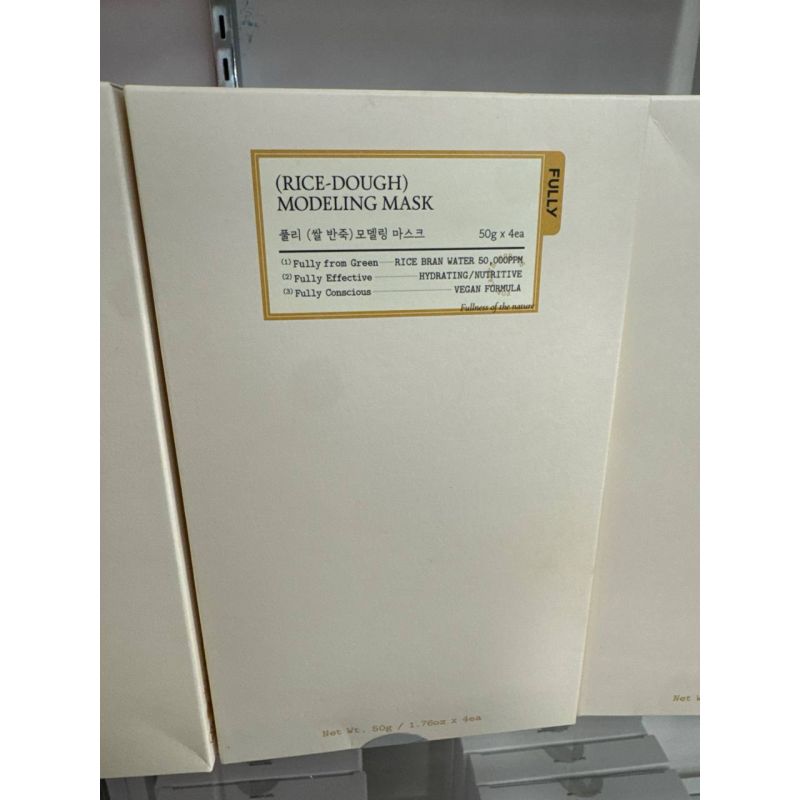 FULLY
(RICE-DOUGH)
MODELING MASK
풀리 (쌀 반죽) 모델링 마스크 50g x 4ea
(1) Fully from Green RICE BRAN WATER 50,000PPM
(2) Fully Effective HYDRATING/NUTRITIVE
(3) Fully Conscious VEGAN FORMULA
Fullness of the nature
Net Wt. 50g / 1.76oz x 4ea
Net